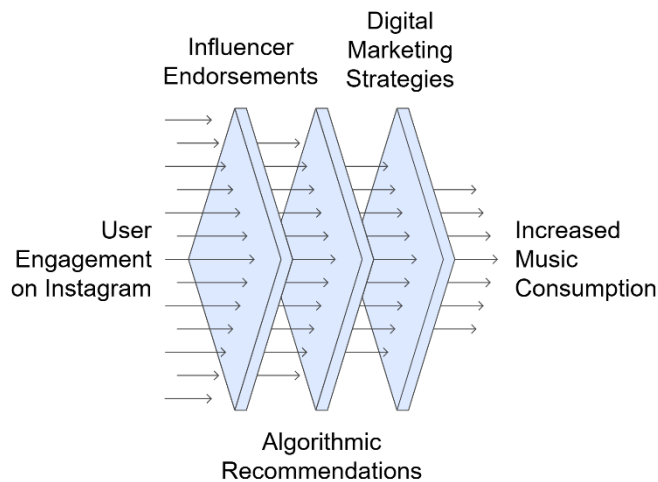 Influencer
Endorsements
Digital
Marketing
Strategies
User
Engagement
on Instagram
Increased
Music
Consumption
Algorithmic
Recommendations